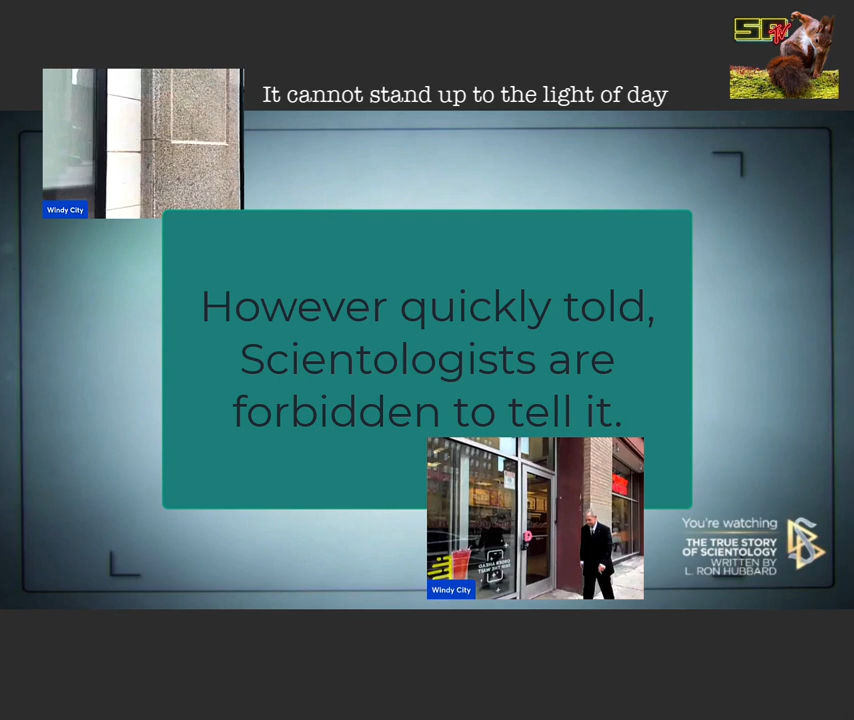 SPTV
It cannot stand up to the light of day
Windy City
However quickly told,
Scientologists are
forbidden to tell it.
Windy City
You're watching
THE TRUE STORY
OF SCIENTOLOGY
WRITTEN BY
L. RON HUBBARD